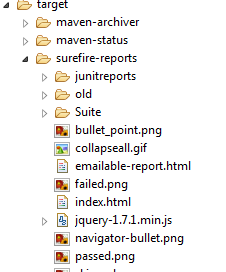 target
maven-archiver
maven-status
surefire-reports
junitreports
old
Suite
bullet_point.png
collapseall.gif
emailable-report.html
failed.png
index.html
jquery-1.7.1.min.js
navigator-bullet.png
passed.png